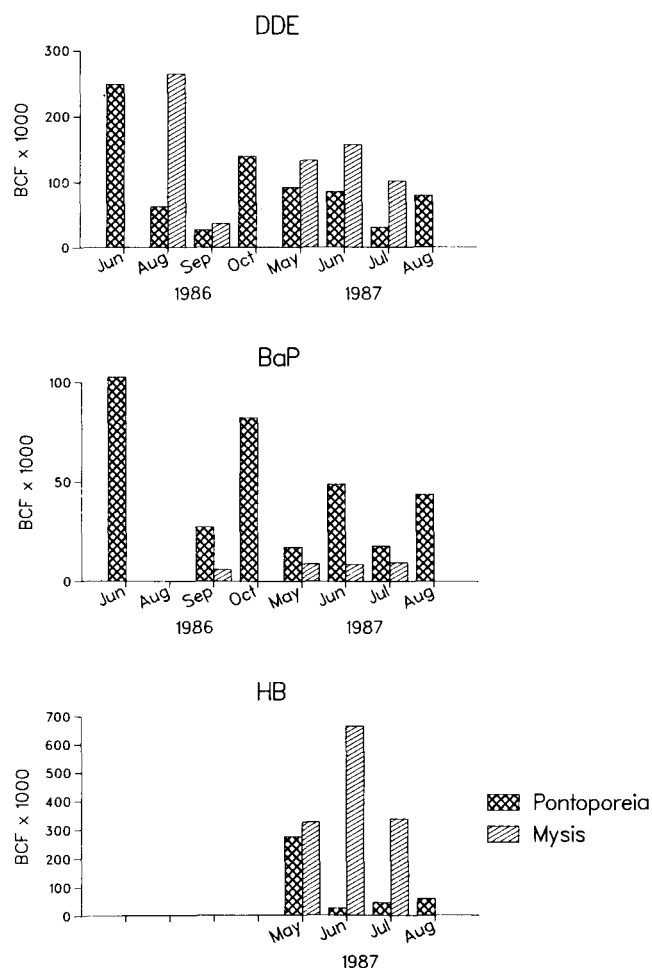 DDE
300
200
100
0
BCF x 1000
Jun Aug Sep Oct May Jun Jul Aug
1986 1987
BaP
100
50
0
BCF x 1000
Jun Aug Sep Oct May Jun Jul Aug
1986 1987
HB
700
600
500
400
300
200
100
0
BCF x 1000
Pontoporeia
Mysis
May Jun Jul Aug
1987